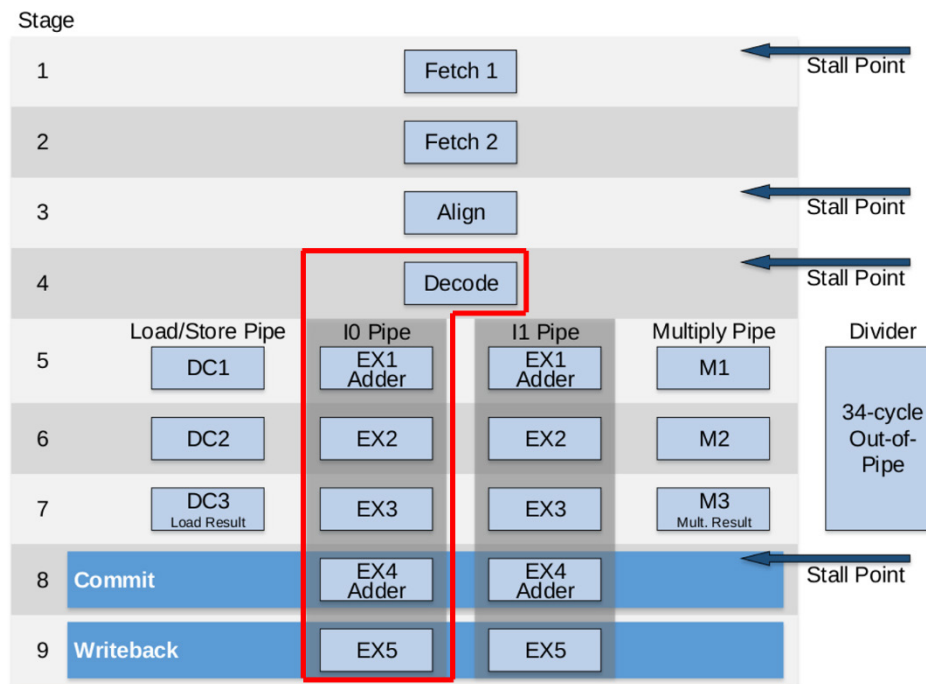 Stage
1
Fetch 1
Stall Point
2
Fetch 2
3
Align
Stall Point
4
Decode
Stall Point
Load/Store Pipe
I0 Pipe
I1 Pipe
Multiply Pipe
Divider
5
DC1
EX1
Adder
EX1
Adder
M1
34-cycle
Out-of-
Pipe
6
DC2
EX2
EX2
M2
7
DC3
Load Result
EX3
EX3
M3
Mult. Result
8
Commit
EX4
Adder
EX4
Adder
Stall Point
9
Writeback
EX5
EX5